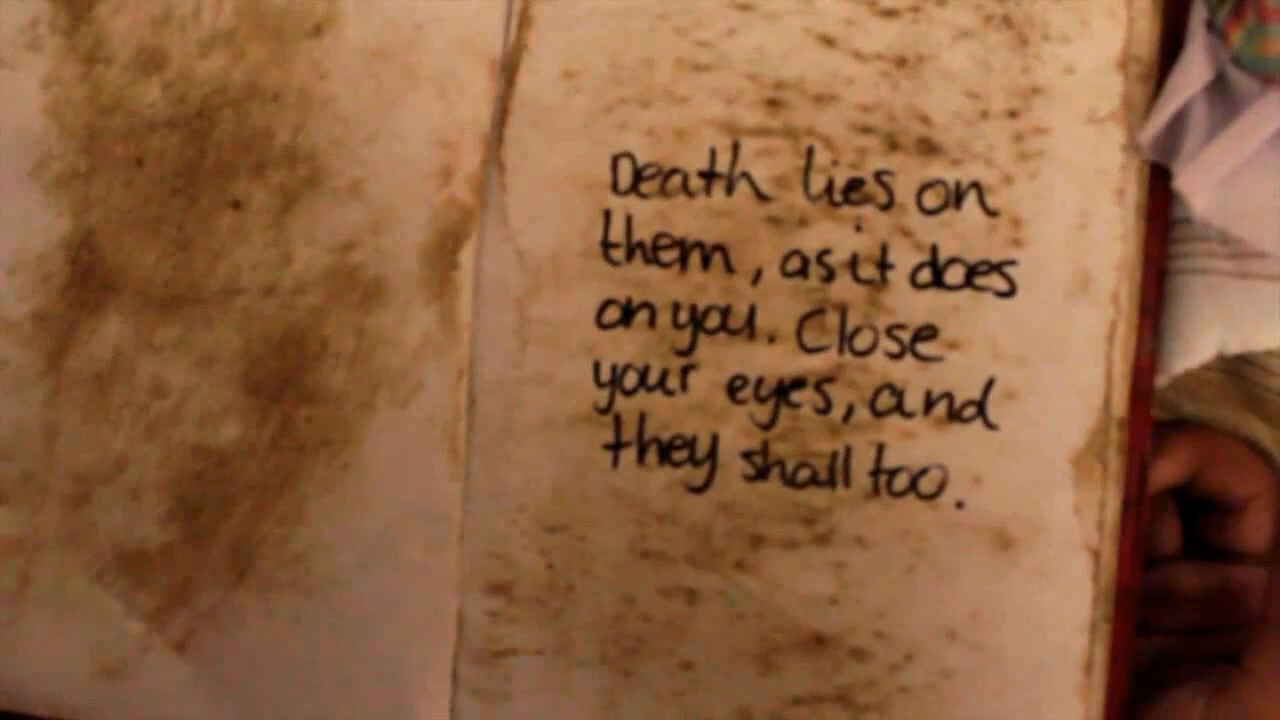 Death lies on
them, as it does
on you. Close
your eyes, and
they shall too.